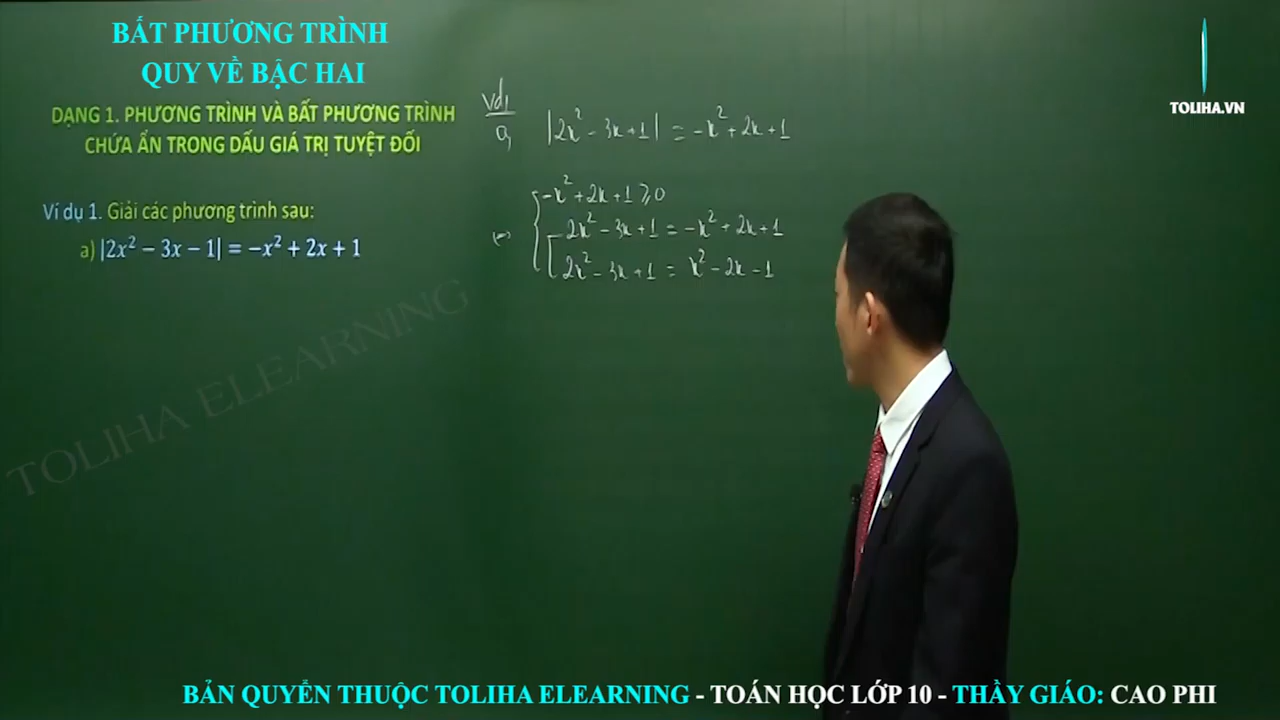 BẤT PHƯƠNG TRÌNH
QUY VỀ BẬC HAI
DẠNG 1. PHƯƠNG TRÌNH VÀ BẤT PHƯƠNG TRÌNH
CHỨA ẨN TRONG DẤU GIÁ TRỊ TUYỆT ĐỐI
Ví dụ 1. Giải các phương trình sau:
a) |2x² − 3x − 1| = −x² + 2x + 1
Vd1
a, |2x² − 3x + 1| = −x² + 2x + 1
−x² + 2x + 1 ⩾ 0
⇔ 2x² − 3x + 1 = −x² + 2x + 1
2x² − 3x + 1 = x² − 2x − 1
TOLIHA.VN
TOLIHA ELEARNING
BẢN QUYỀN THUỘC TOLIHA ELEARNING - TOÁN HỌC LỚP 10 - THẦY GIÁO: CAO PHI